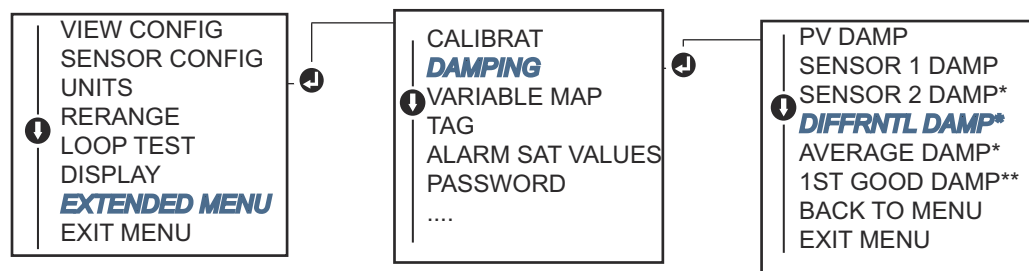 VIEW CONFIG
SENSOR CONFIG
UNITS
RERANGE
LOOP TEST
DISPLAY
EXTENDED MENU
EXIT MENU
CALIBRAT
DAMPING
VARIABLE MAP
TAG
ALARM SAT VALUES
PASSWORD
....
PV DAMP
SENSOR 1 DAMP
SENSOR 2 DAMP*
DIFFRNTL DAMP*
AVERAGE DAMP*
1ST GOOD DAMP**
BACK TO MENU
EXIT MENU